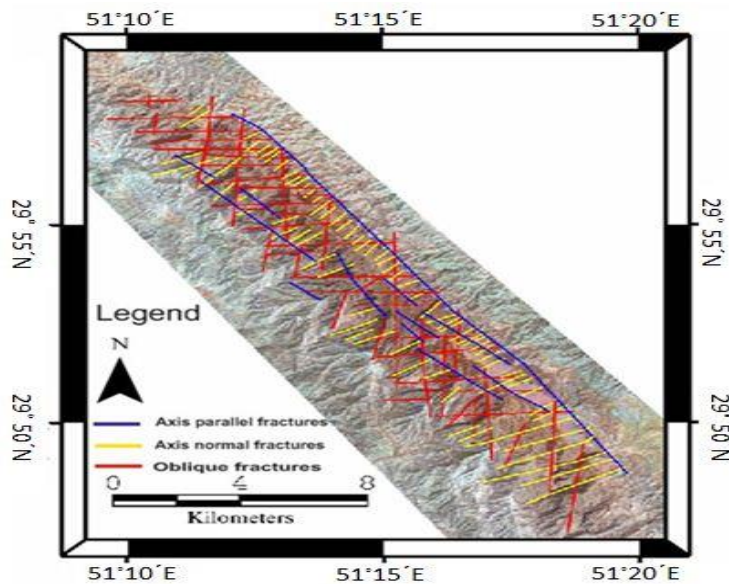 51°10'E 51°15'E 51°20'E
29°55'N 29°55'N
Legend
N
Axis parallel fractures
Axis normal fractures
Oblique fractures
29°50'N 29°50'N
0 4 8
Kilometers
51°10'E 51°15'E 51°20'E